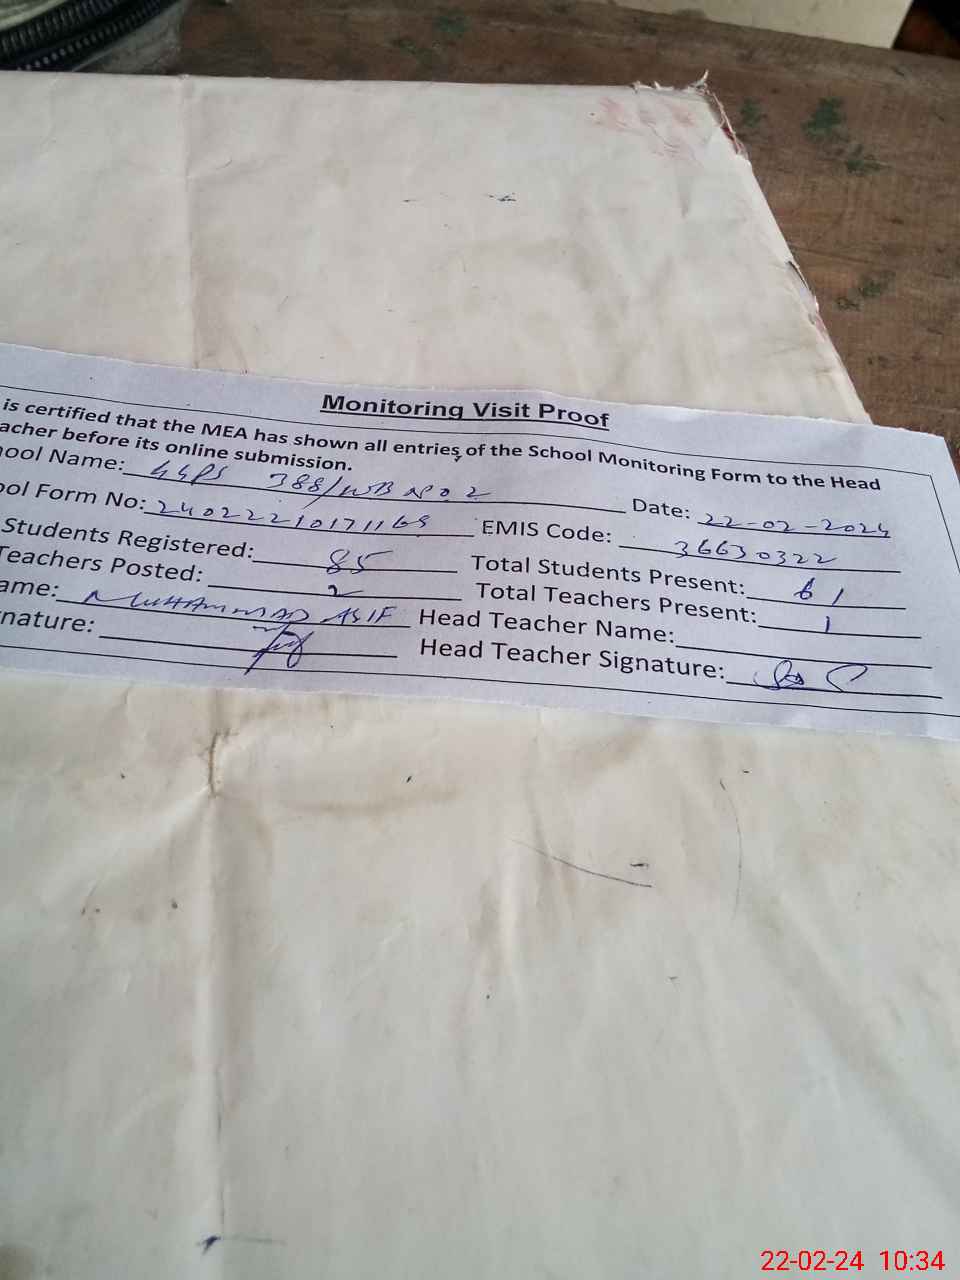 Monitoring Visit Proof
is certified that the MEA has shown all entries of the School Monitoring Form to the Head
acher before its online submission.
hool Name: GGPS 388/WB NO.2 Date: 22-02-2024
ool Form No: 24022210171168 EMIS Code: 36630322
Students Registered: 85 Total Students Present: 61
Teachers Posted: 2 Total Teachers Present: 1
ame: MUHAMMAD ASIF Head Teacher Name:
nature: Head Teacher Signature:
22-02-24 10:34